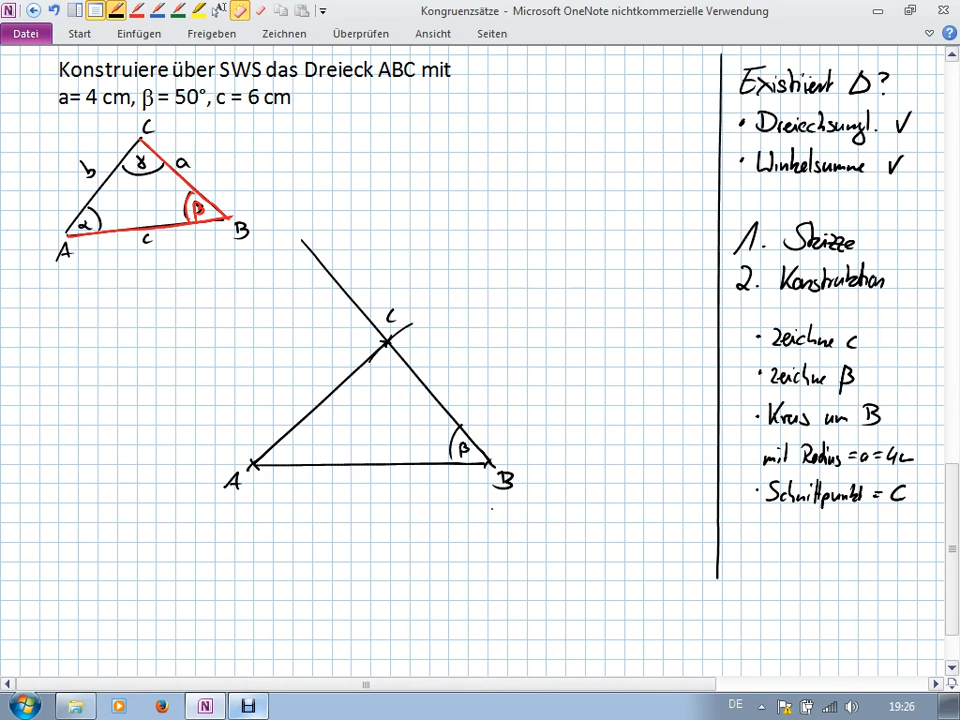 Kongruenzsätze - Microsoft OneNote nichtkommerzielle Verwendung
Datei Start Einfügen Freigeben Zeichnen Überprüfen Ansicht Seiten
Konstruiere über SWS das Dreieck ABC mit
a= 4 cm, β = 50°, c = 6 cm
C
b γ a
α β
A c B
C
β
A B
Existiert Δ?
• Dreiecksungl. ✓
• Winkelsumme ✓
1. Skizze
2. Konstruktion
• zeichne c
• zeichne β
• Kreis um B
mit Radius = a = 4c
• Schnittpunkt = C
DE 19:26